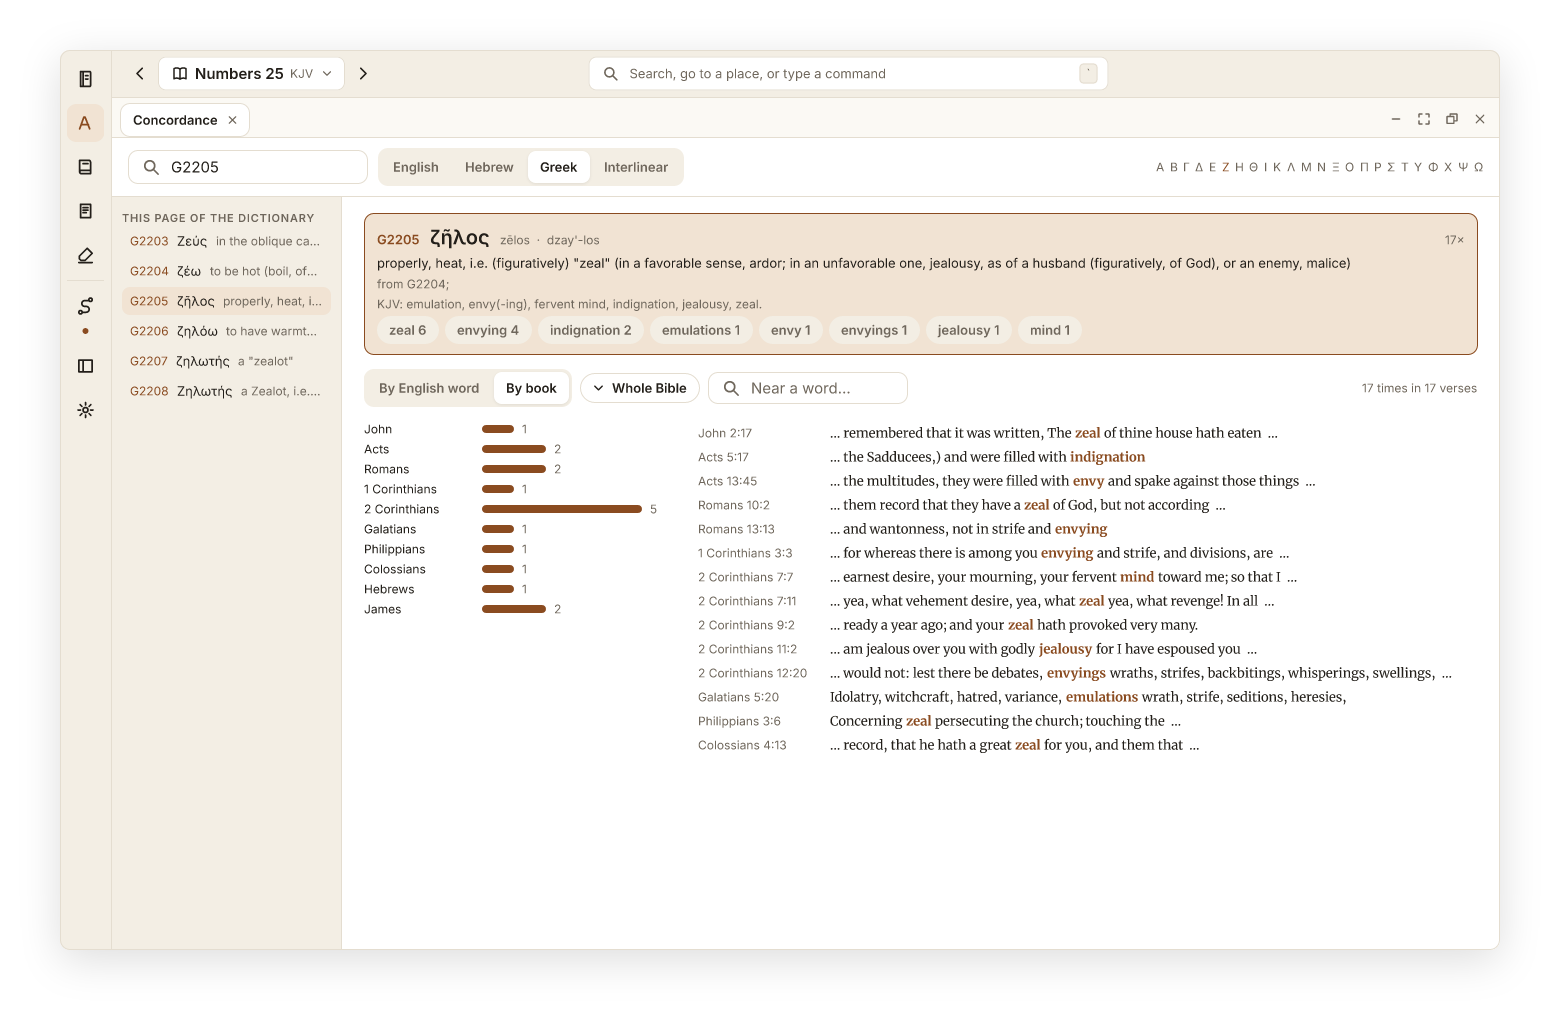 Numbers 25 KJV
Search, go to a place, or type a command
Concordance
G2205
English Hebrew Greek Interlinear
Α Β Γ Δ Ε Ζ Η Θ Ι Κ Λ Μ Ν Ξ Ο Π Ρ Σ Τ Υ Φ Χ Ψ Ω
THIS PAGE OF THE DICTIONARY
G2203 Ζεύς in the oblique ca...
G2204 ζέω to be hot (boil, of...
G2205 ζῆλος properly, heat, i...
G2206 ζηλόω to have warmt...
G2207 ζηλωτής a "zealot"
G2208 Ζηλωτής a Zealot, i.e....
G2205 ζῆλος zēlos · dzay'-los 17×
properly, heat, i.e. (figuratively) "zeal" (in a favorable sense, ardor; in an unfavorable one, jealousy, as of a husband (figuratively, of God), or an enemy, malice)
from G2204;
KJV: emulation, envy(-ing), fervent mind, indignation, jealousy, zeal.
zeal 6 envying 4 indignation 2 emulations 1 envy 1 envyings 1 jealousy 1 mind 1
By English word By book Whole Bible Near a word... 17 times in 17 verses
John 1
Acts 2
Romans 2
1 Corinthians 1
2 Corinthians 5
Galatians 1
Philippians 1
Colossians 1
Hebrews 1
James 2
John 2:17 ... remembered that it was written, The zeal of thine house hath eaten ...
Acts 5:17 ... the Sadducees,) and were filled with indignation
Acts 13:45 ... the multitudes, they were filled with envy and spake against those things ...
Romans 10:2 ... them record that they have a zeal of God, but not according ...
Romans 13:13 ... and wantonness, not in strife and envying
1 Corinthians 3:3 ... for whereas there is among you envying and strife, and divisions, are ...
2 Corinthians 7:7 ... earnest desire, your mourning, your fervent mind toward me; so that I ...
2 Corinthians 7:11 ... yea, what vehement desire, yea, what zeal yea, what revenge! In all ...
2 Corinthians 9:2 ... ready a year ago; and your zeal hath provoked very many.
2 Corinthians 11:2 ... am jealous over you with godly jealousy for I have espoused you ...
2 Corinthians 12:20 ... would not: lest there be debates, envyings wraths, strifes, backbitings, whisperings, swellings, ...
Galatians 5:20 Idolatry, witchcraft, hatred, variance, emulations wrath, strife, seditions, heresies,
Philippians 3:6 Concerning zeal persecuting the church; touching the ...
Colossians 4:13 ... record, that he hath a great zeal for you, and them that ...